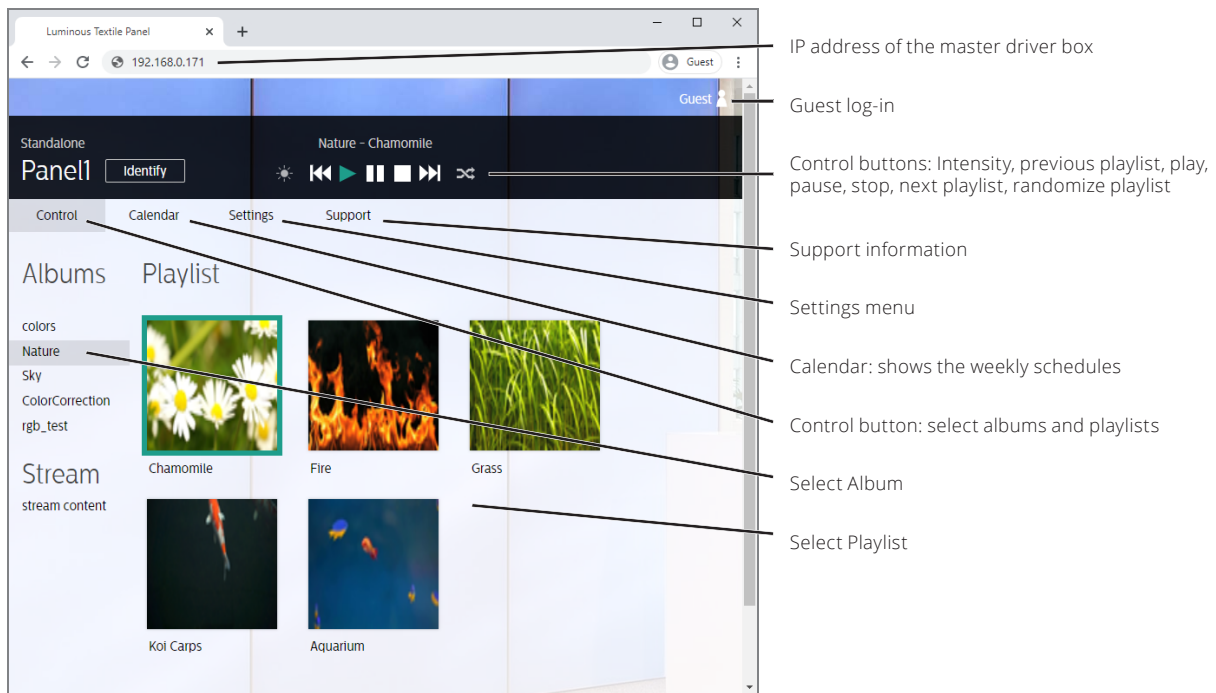 Luminous Textile Panel
192.168.0.171
Guest
Guest
Standalone
Panel1
Identify
Nature – Chamomile
Control
Calendar
Settings
Support
Albums
Playlist
colors
Nature
Sky
ColorCorrection
rgb_test
Stream
stream content
Chamomile
Fire
Grass
Koi Carps
Aquarium
IP address of the master driver box
Guest log-in
Control buttons: Intensity, previous playlist, play,
pause, stop, next playlist, randomize playlist
Support information
Settings menu
Calendar: shows the weekly schedules
Control button: select albums and playlists
Select Album
Select Playlist